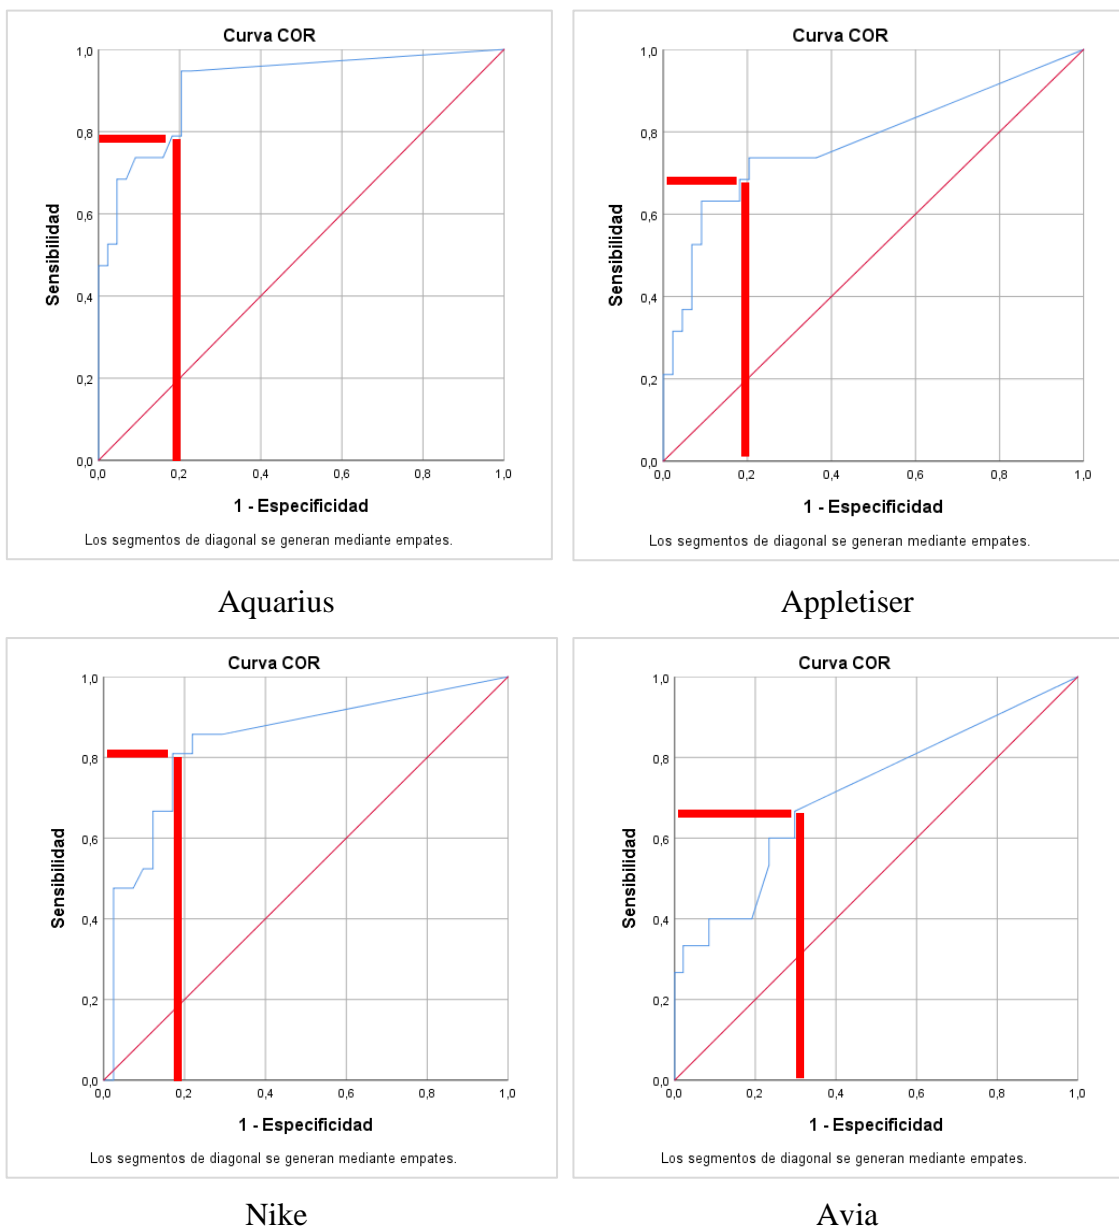 Curva COR
1,0
0,8
0,6
0,4
0,2
0,0
Sensibilidad
0,0 0,2 0,4 0,6 0,8 1,0
1 - Especificidad
Los segmentos de diagonal se generan mediante empates.
Aquarius
Curva COR
1,0
0,8
0,6
0,4
0,2
0,0
Sensibilidad
0,0 0,2 0,4 0,6 0,8 1,0
1 - Especificidad
Los segmentos de diagonal se generan mediante empates.
Appletiser
Curva COR
1,0
0,8
0,6
0,4
0,2
0,0
Sensibilidad
0,0 0,2 0,4 0,6 0,8 1,0
1 - Especificidad
Los segmentos de diagonal se generan mediante empates.
Nike
Curva COR
1,0
0,8
0,6
0,4
0,2
0,0
Sensibilidad
0,0 0,2 0,4 0,6 0,8 1,0
1 - Especificidad
Los segmentos de diagonal se generan mediante empates.
Avia